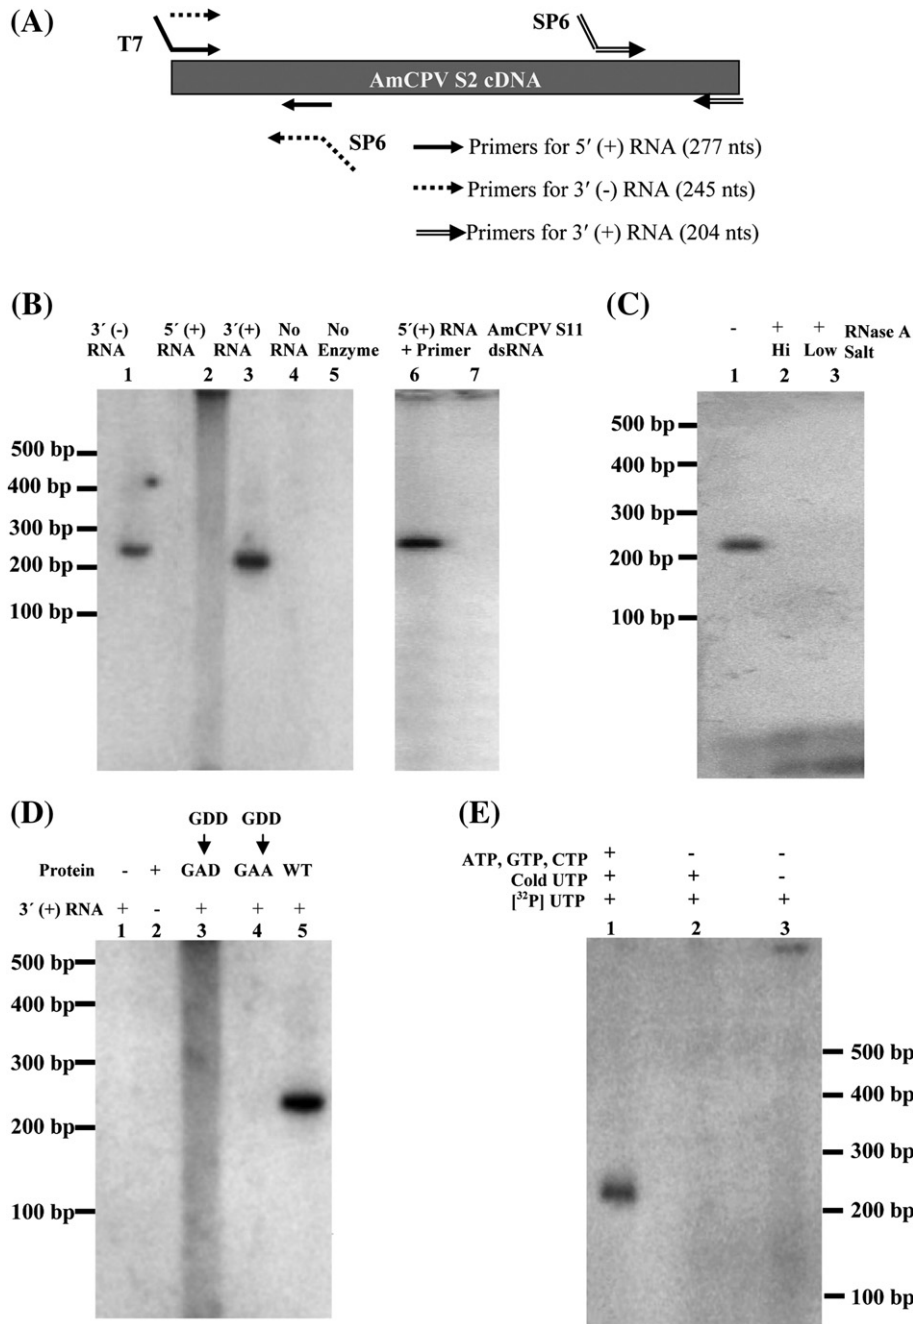 (A)
SP6
T7
AmCPV S2 cDNA
SP6
Primers for 5′ (+) RNA (277 nts)
Primers for 3′ (-) RNA (245 nts)
Primers for 3′ (+) RNA (204 nts)
(B)
3′ (-) 5′ (+) 3′(+) No No
RNA RNA RNA RNA Enzyme
1 2 3 4 5
5′(+) RNA AmCPV S11
+ Primer dsRNA
6 7
500 bp
400 bp
300 bp
200 bp
100 bp
(C)
- + + RNase A
Hi Low Salt
1 2 3
500 bp
400 bp
300 bp
200 bp
100 bp
(D)
GDD GDD
Protein - + GAD GAA WT
3′ (+) RNA + - + + +
1 2 3 4 5
500 bp
400 bp
300 bp
200 bp
100 bp
(E)
ATP, GTP, CTP + - -
Cold UTP + + -
[³²P] UTP + + +
1 2 3
500 bp
400 bp
300 bp
200 bp
100 bp